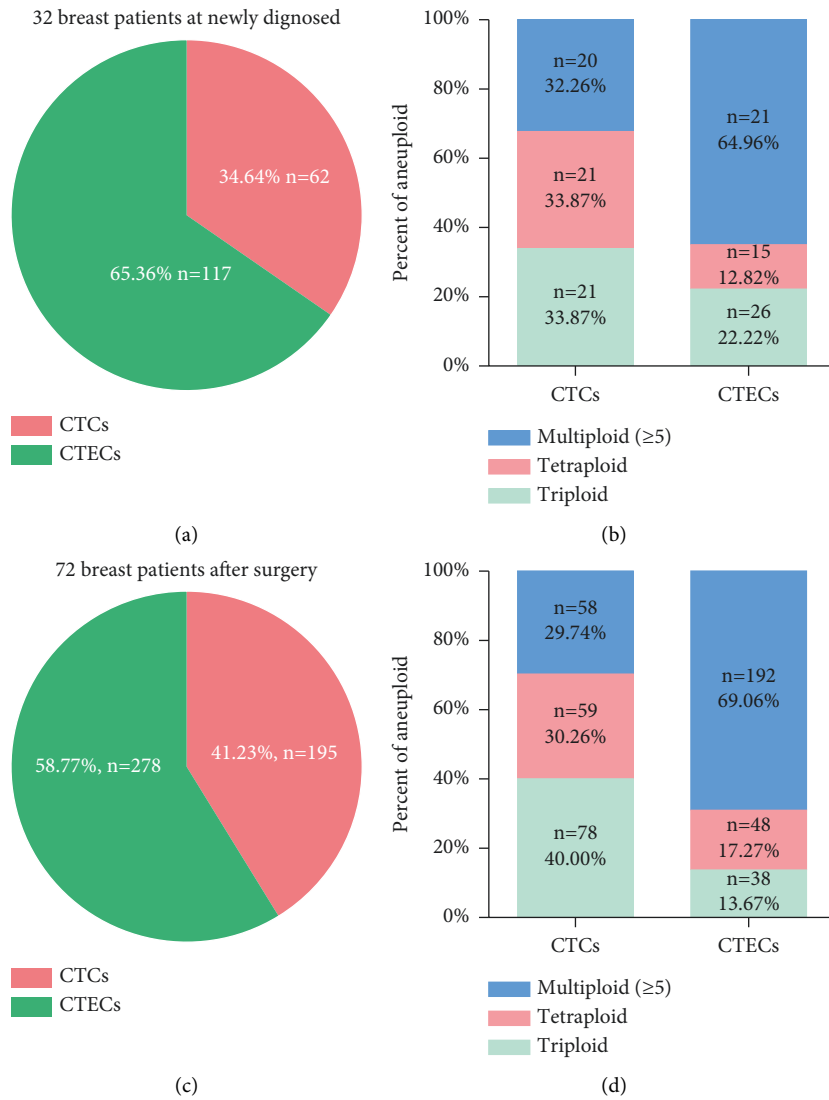 32 breast patients at newly dignosed
34.64% n=62
65.36% n=117
CTCs
CTECs
(a)
Percent of aneuploid
100%
80%
60%
40%
20%
0%
n=20
32.26%
n=21
33.87%
n=21
33.87%
n=21
64.96%
n=15
12.82%
n=26
22.22%
CTCs
CTECs
Multiploid (≥5)
Tetraploid
Triploid
(b)
72 breast patients after surgery
58.77%, n=278
41.23%, n=195
CTCs
CTECs
(c)
Percent of aneuploid
100%
80%
60%
40%
20%
0%
n=58
29.74%
n=59
30.26%
n=78
40.00%
n=192
69.06%
n=48
17.27%
n=38
13.67%
CTCs
CTECs
Multiploid (≥5)
Tetraploid
Triploid
(d)